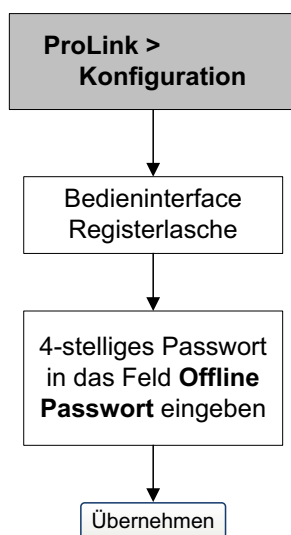 ProLink >
Konfiguration
Bedieninterface
Registerlasche
4-stelliges Passwort
in das Feld Offline
Passwort eingeben
Übernehmen